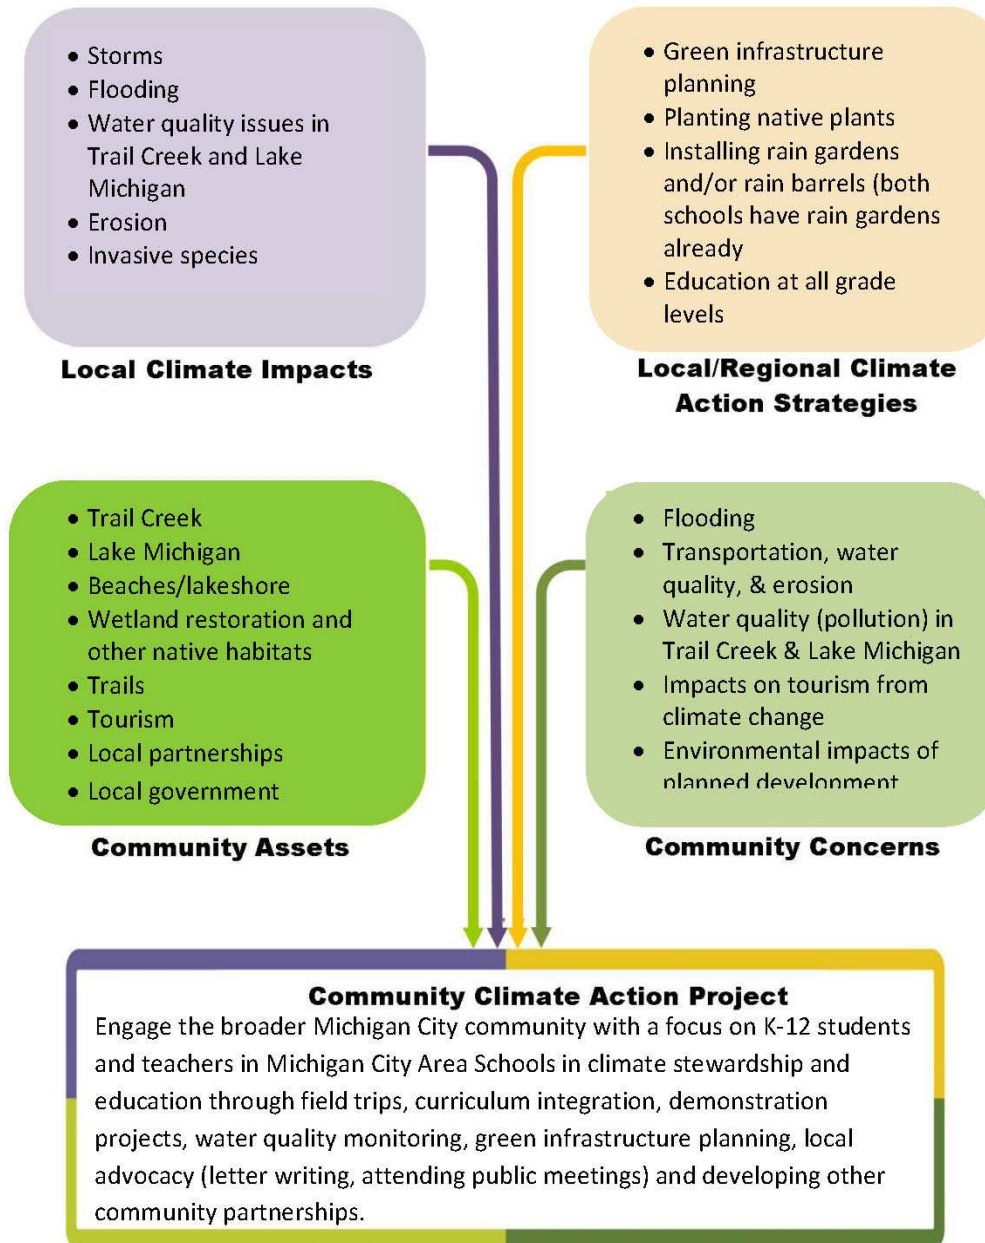 • Storms
• Flooding
• Water quality issues in
Trail Creek and Lake
Michigan
• Erosion
• Invasive species
Local Climate Impacts
• Green infrastructure
planning
• Planting native plants
• Installing rain gardens
and/or rain barrels (both
schools have rain gardens
already
• Education at all grade
levels
Local/Regional Climate
Action Strategies
• Trail Creek
• Lake Michigan
• Beaches/lakeshore
• Wetland restoration and
other native habitats
• Trails
• Tourism
• Local partnerships
• Local government
Community Assets
• Flooding
• Transportation, water
quality, & erosion
• Water quality (pollution) in
Trail Creek & Lake Michigan
• Impacts on tourism from
climate change
• Environmental impacts of
planned development
Community Concerns
Community Climate Action Project
Engage the broader Michigan City community with a focus on K-12 students
and teachers in Michigan City Area Schools in climate stewardship and
education through field trips, curriculum integration, demonstration
projects, water quality monitoring, green infrastructure planning, local
advocacy (letter writing, attending public meetings) and developing other
community partnerships.